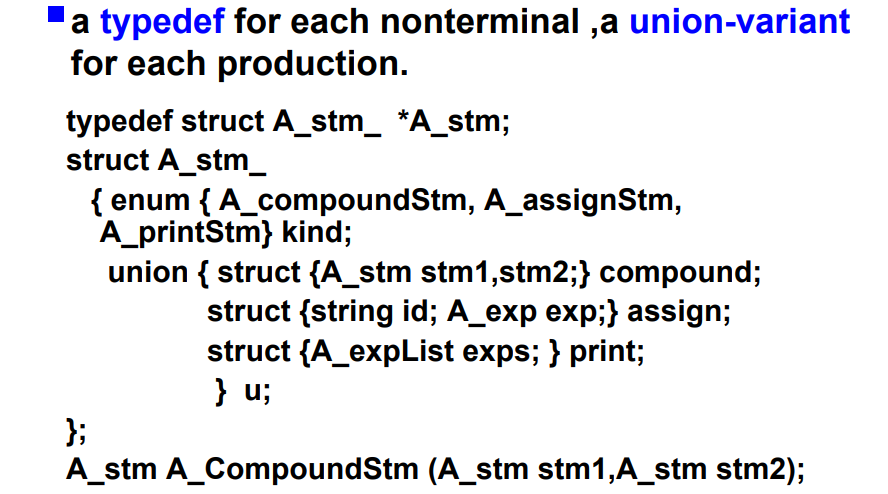 a typedef for each nonterminal ,a union-variant
for each production.
typedef struct A_stm_ *A_stm;
struct A_stm_
{ enum { A_compoundStm, A_assignStm,
A_printStm} kind;
union { struct {A_stm stm1,stm2;} compound;
struct {string id; A_exp exp;} assign;
struct {A_expList exps; } print;
} u;
};
A_stm A_CompoundStm (A_stm stm1,A_stm stm2);